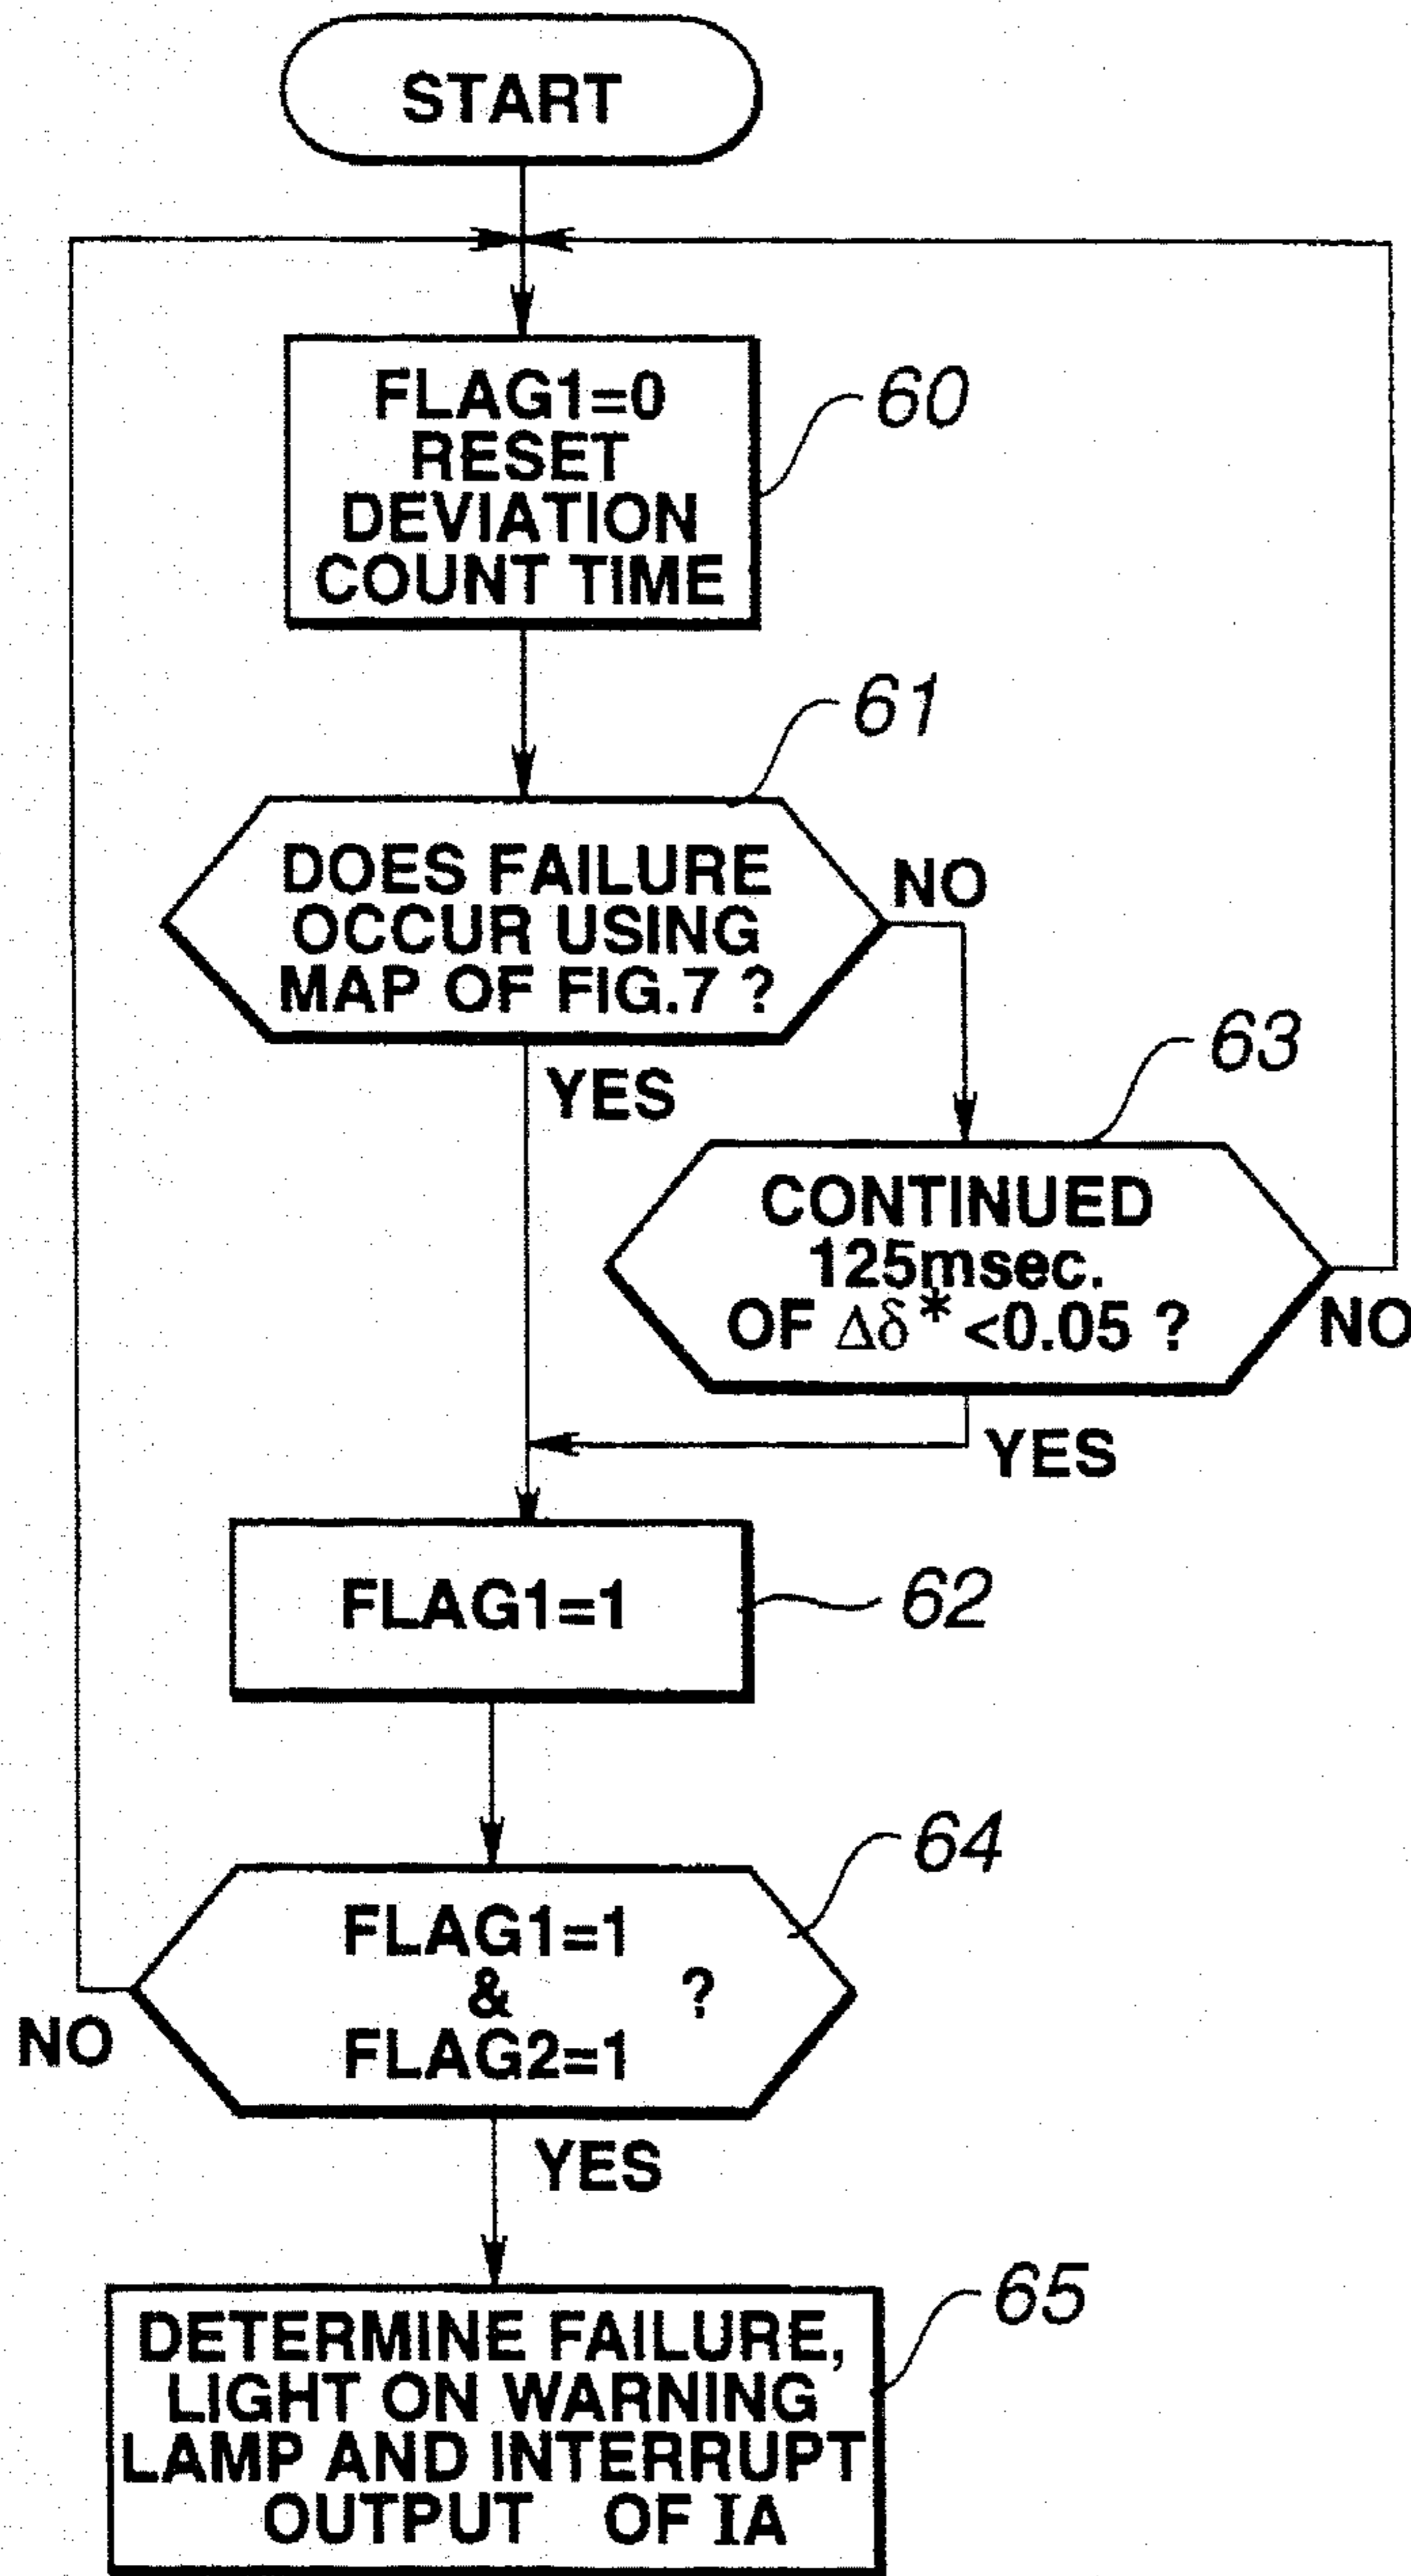 START
FLAG1=0
RESET
DEVIATION
COUNT TIME
60
61
DOES FAILURE
OCCUR USING
MAP OF FIG.7 ?
NO
YES
63
CONTINUED
125msec.
OF Δδ* <0.05 ?
NO
YES
FLAG1=1
62
64
FLAG1=1
& ?
FLAG2=1
NO
YES
65
DETERMINE FAILURE,
LIGHT ON WARNING
LAMP AND INTERRUPT
OUTPUT OF IA